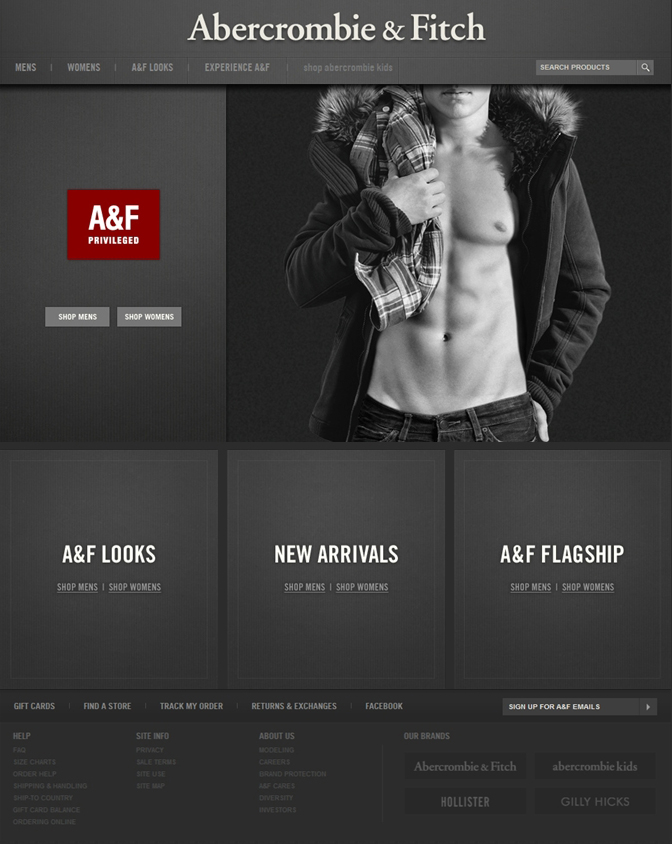 Abercrombie & Fitch
MENS | WOMENS | A&F LOOKS | EXPERIENCE A&F | shop abercrombie kids
SEARCH PRODUCTS
A&F
PRIVILEGED
SHOP MENS
SHOP WOMENS
A&F LOOKS
SHOP MENS | SHOP WOMENS
NEW ARRIVALS
SHOP MENS | SHOP WOMENS
A&F FLAGSHIP
SHOP MENS | SHOP WOMENS
GIFT CARDS | FIND A STORE | TRACK MY ORDER | RETURNS & EXCHANGES | FACEBOOK
SIGN UP FOR A&F EMAILS
HELP
FAQ
SIZE CHARTS
ORDER HELP
SHIPPING & HANDLING
SHIP-TO COUNTRY
GIFT CARD BALANCE
ORDERING ONLINE
SITE INFO
PRIVACY
SALE TERMS
SITE USE
SITE MAP
ABOUT US
MODELING
CAREERS
BRAND PROTECTION
A&F CARES
DIVERSITY
INVESTORS
OUR BRANDS
Abercrombie & Fitch
abercrombie kids
HOLLISTER
GILLY HICKS